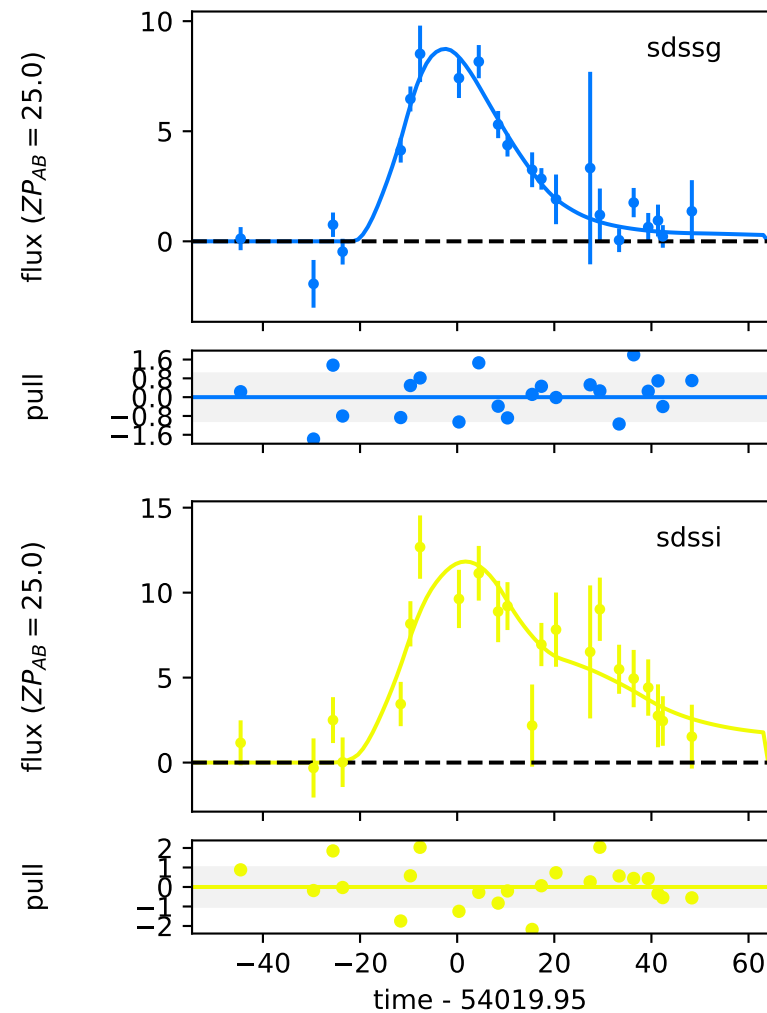 10
sdssg
5
0
flux (ZP_AB = 25.0)
1.6
0.8
0.0
−0.8
−1.6
pull
15
sdssi
10
5
0
flux (ZP_AB = 25.0)
2
1
0
−1
−2
pull
−40 −20 0 20 40 60
time - 54019.95